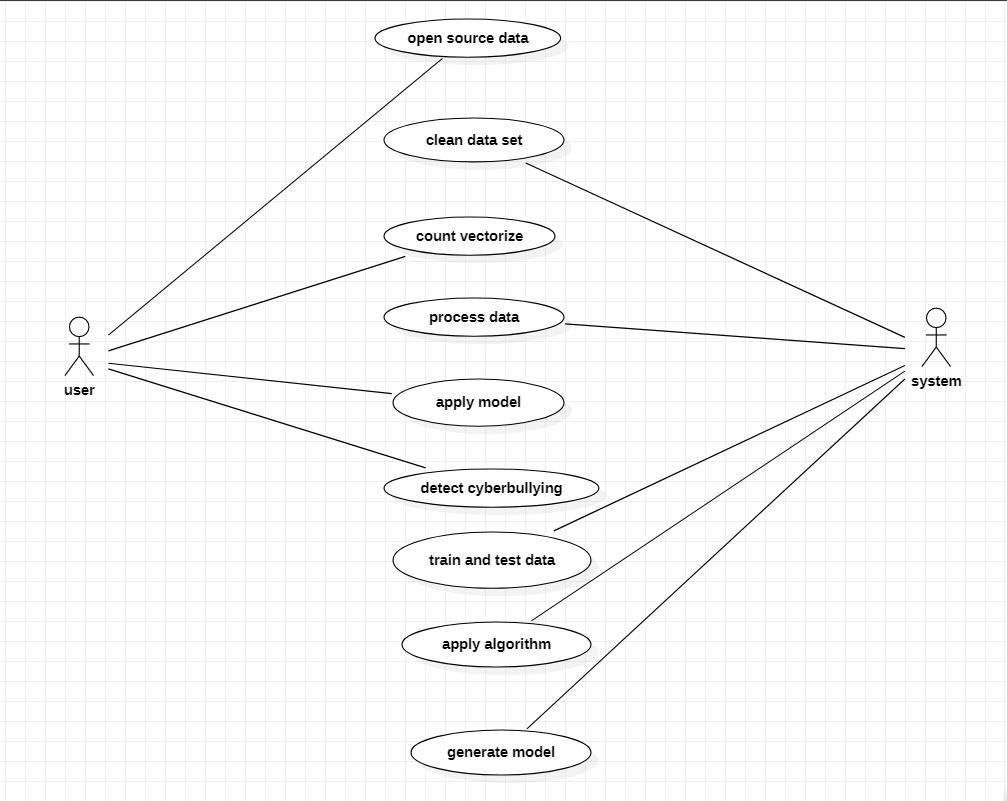 open source data
clean data set
count vectorize
process data
user
system
apply model
detect cyberbullying
train and test data
apply algorithm
generate model